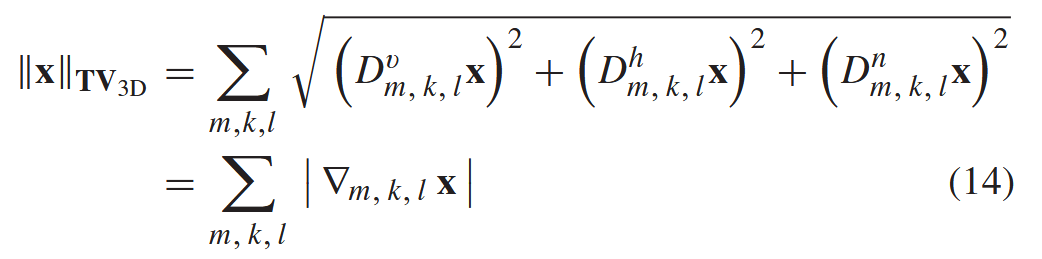 ‖x‖_{TV_{3D}} = ∑_{m,k,l} √((D^v_{m, k, l}x)^2 + (D^h_{m, k, l}x)^2 + (D^n_{m, k, l}x)^2)
= ∑_{m, k, l} |∇_{m, k, l} x| (14)